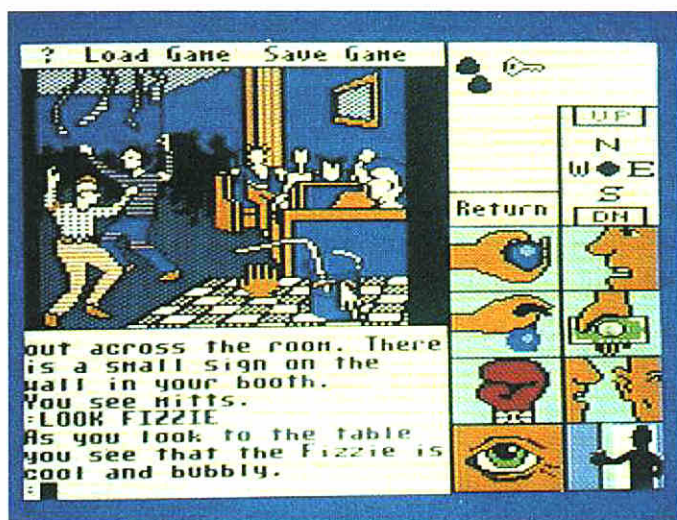 ? Load Game Save Game
UP
N
W E
S
Return
DN
out across the room. There
is a small sign on the
wall in your booth.
You see mitts.
:LOOK FIZZIE
As you look to the table
you see that the Fizzie is
cool and bubbly.
: